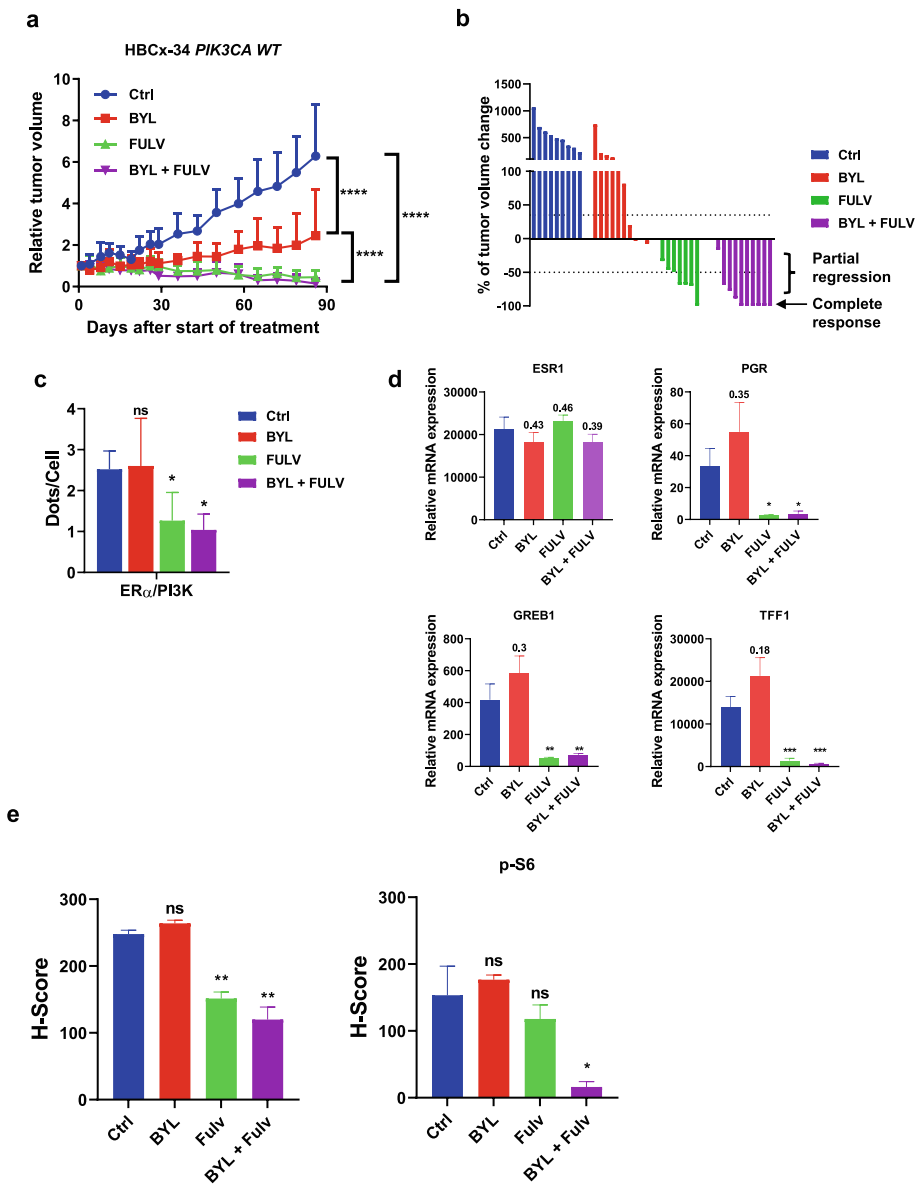 a
HBCx-34 PIK3CA WT
Relative tumor volume
10
8
6
4
2
0
Ctrl
BYL
FULV
BYL + FULV
****
****
****
0 30 60 90
Days after start of treatment
b
% of tumor volume change
1500
1000
500
100
50
0
-50
-100
Ctrl
BYL
FULV
BYL + FULV
Partial
regression
Complete
response
c
Dots/Cell
4
3
2
1
0
ns
*
*
ERα/PI3K
Ctrl
BYL
FULV
BYL + FULV
d
ESR1
Relative mRNA expression
30000
20000
10000
0
0.43
0.46
0.39
Ctrl
BYL
FULV
BYL + FULV
PGR
Relative mRNA expression
80
60
40
20
0
0.35
*
*
Ctrl
BYL
FULV
BYL + FULV
GREB1
Relative mRNA expression
800
600
400
200
0
0.3
**
**
Ctrl
BYL
FULV
BYL + FULV
TFF1
Relative mRNA expression
30000
20000
10000
0
0.18
***
***
Ctrl
BYL
FULV
BYL + FULV
e
H-Score
300
200
100
0
ns
**
**
Ctrl
BYL
Fulv
BYL + Fulv
p-S6
H-Score
300
200
100
0
ns
ns
*
Ctrl
BYL
Fulv
BYL + Fulv